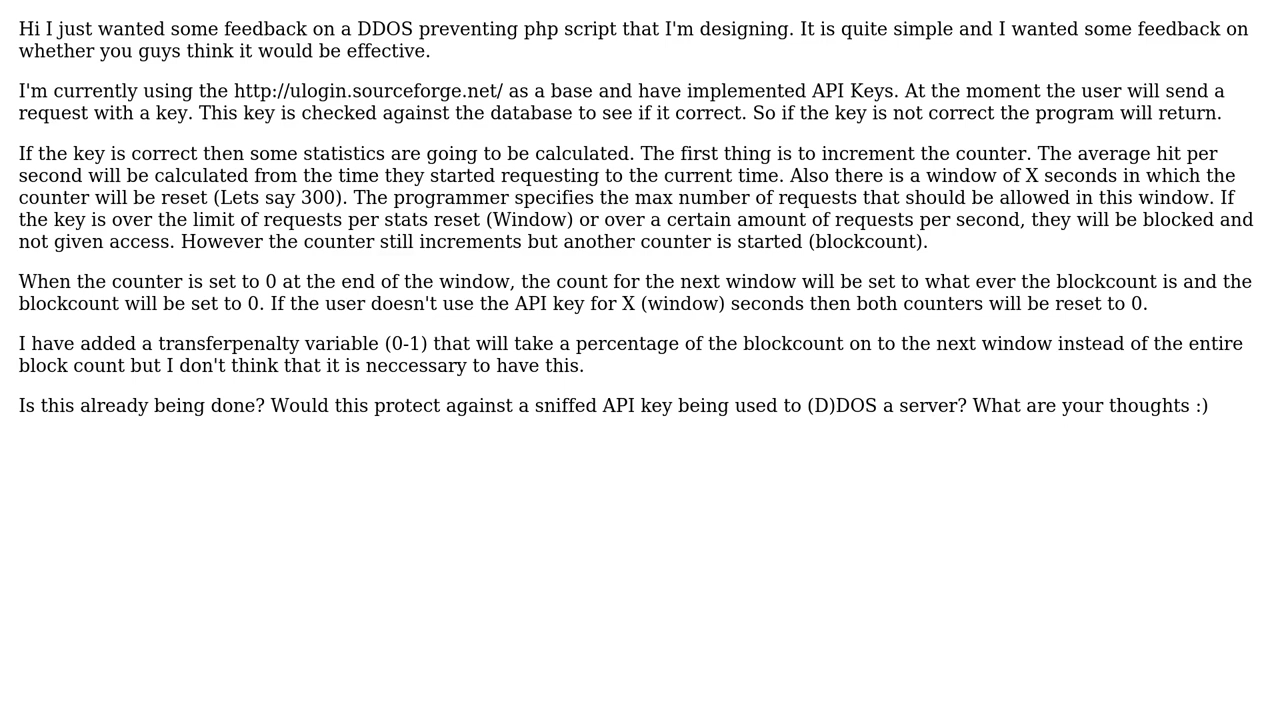 Hi I just wanted some feedback on a DDOS preventing php script that I'm designing. It is quite simple and I wanted some feedback on
whether you guys think it would be effective.
I'm currently using the http://ulogin.sourceforge.net/ as a base and have implemented API Keys. At the moment the user will send a
request with a key. This key is checked against the database to see if it correct. So if the key is not correct the program will return.
If the key is correct then some statistics are going to be calculated. The first thing is to increment the counter. The average hit per
second will be calculated from the time they started requesting to the current time. Also there is a window of X seconds in which the
counter will be reset (Lets say 300). The programmer specifies the max number of requests that should be allowed in this window. If
the key is over the limit of requests per stats reset (Window) or over a certain amount of requests per second, they will be blocked and
not given access. However the counter still increments but another counter is started (blockcount).
When the counter is set to 0 at the end of the window, the count for the next window will be set to what ever the blockcount is and the
blockcount will be set to 0. If the user doesn't use the API key for X (window) seconds then both counters will be reset to 0.
I have added a transferpenalty variable (0-1) that will take a percentage of the blockcount on to the next window instead of the entire
block count but I don't think that it is neccessary to have this.
Is this already being done? Would this protect against a sniffed API key being used to (D)DOS a server? What are your thoughts :)